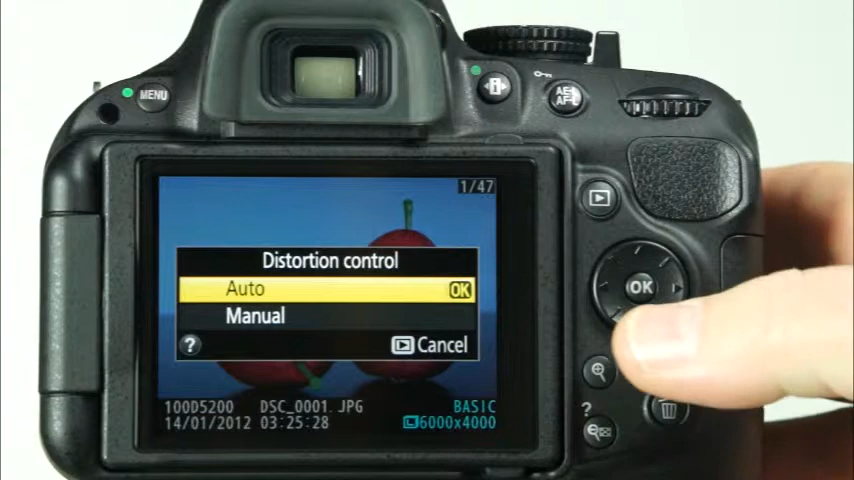 MENU
i
AE-L
AF-L
1/47
Distortion control
Auto OK
OK
Manual
? Cancel
100D5200 DSC_0001.JPG BASIC
14/01/2012 03:25:28 L6000x4000
?